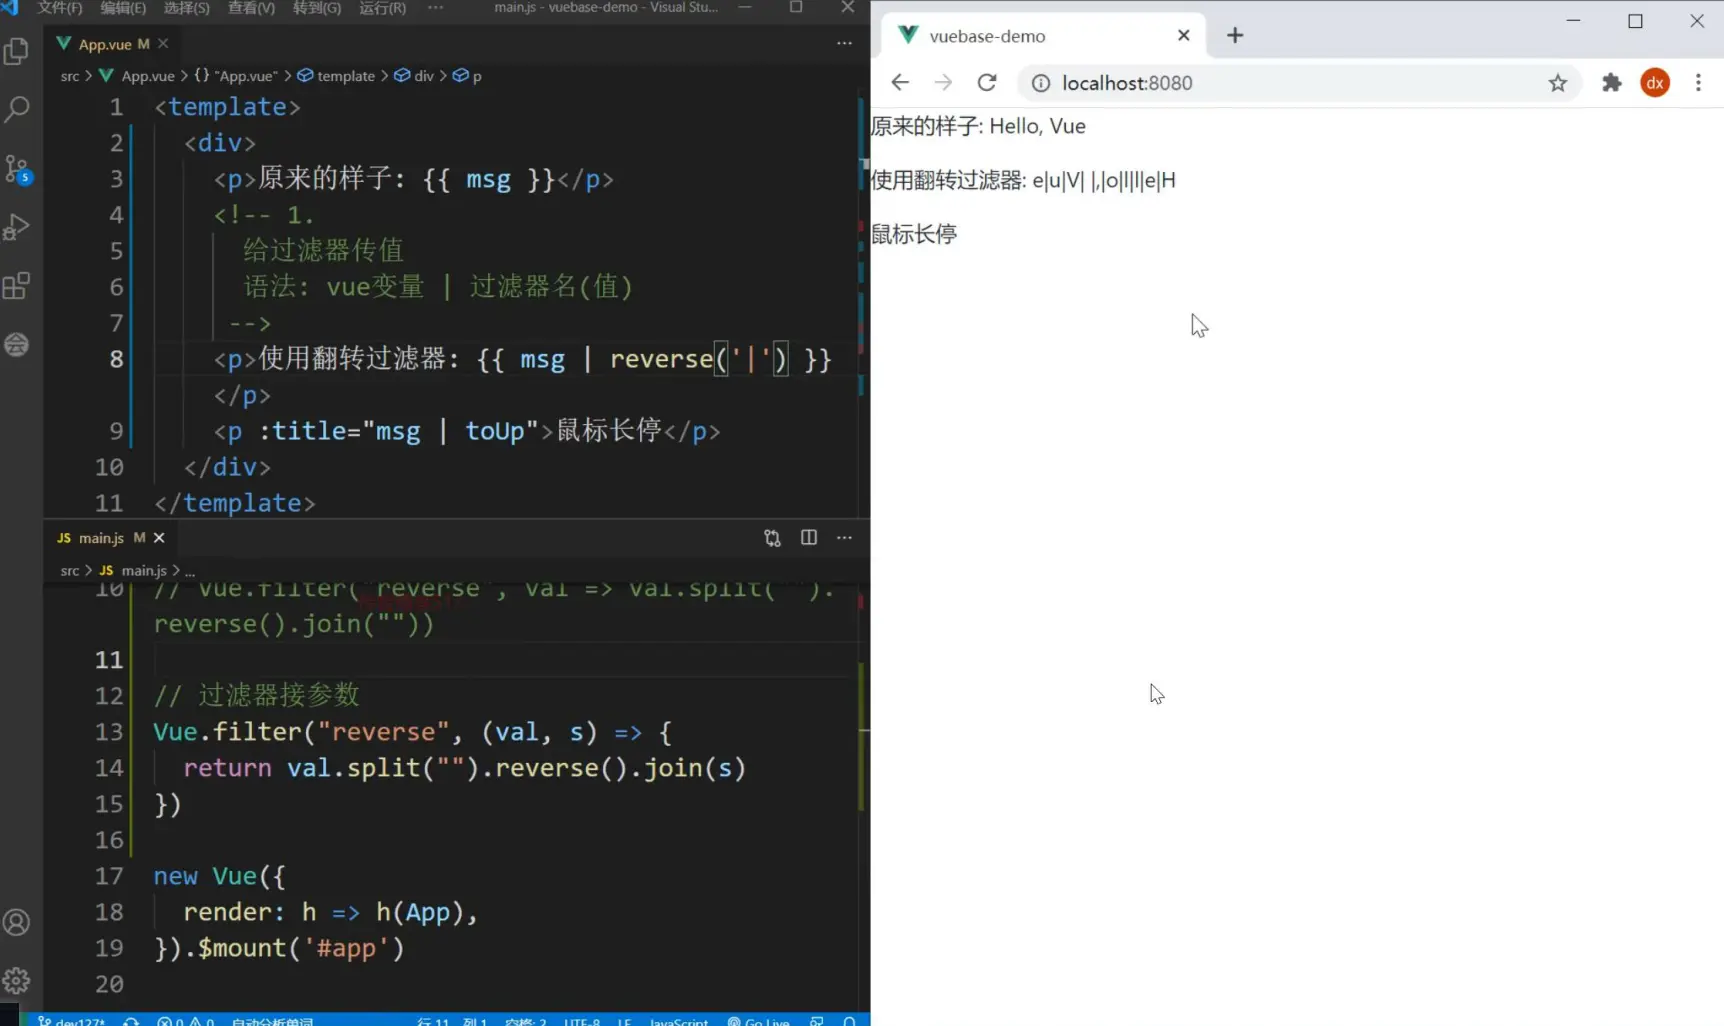 文件(F) 编辑(E) 选择(S) 查看(V) 转到(G) 运行(R) ··· main.js - vuebase-demo - Visual Stu...
App.vue M
src > App.vue > {} "App.vue" > template > div > p
1 <template>
2 <div>
3 <p>原来的样子: {{ msg }}</p>
4 <!-- 1.
5 给过滤器传值
6 语法: vue变量 | 过滤器名(值)
7 -->
8 <p>使用翻转过滤器: {{ msg | reverse('|') }}
</p>
9 <p :title="msg | toUp">鼠标长停</p>
10 </div>
11 </template>
JS main.js M
src > JS main.js > ...
10 // Vue.filter("reverse", val => val.split("").
reverse().join(""))
11
12 // 过滤器接参数
13 Vue.filter("reverse", (val, s) => {
14 return val.split("").reverse().join(s)
15 })
16
17 new Vue({
18 render: h => h(App),
19 }).$mount('#app')
20
5
dev127* 0 0 自动分析单词 行 11, 列 1 空格: 2 UTF-8 LF JavaScript Go Live
vuebase-demo
localhost:8080
dx
原来的样子: Hello, Vue
使用翻转过滤器: e|u|V| |,|o|l|l|e|H
鼠标长停